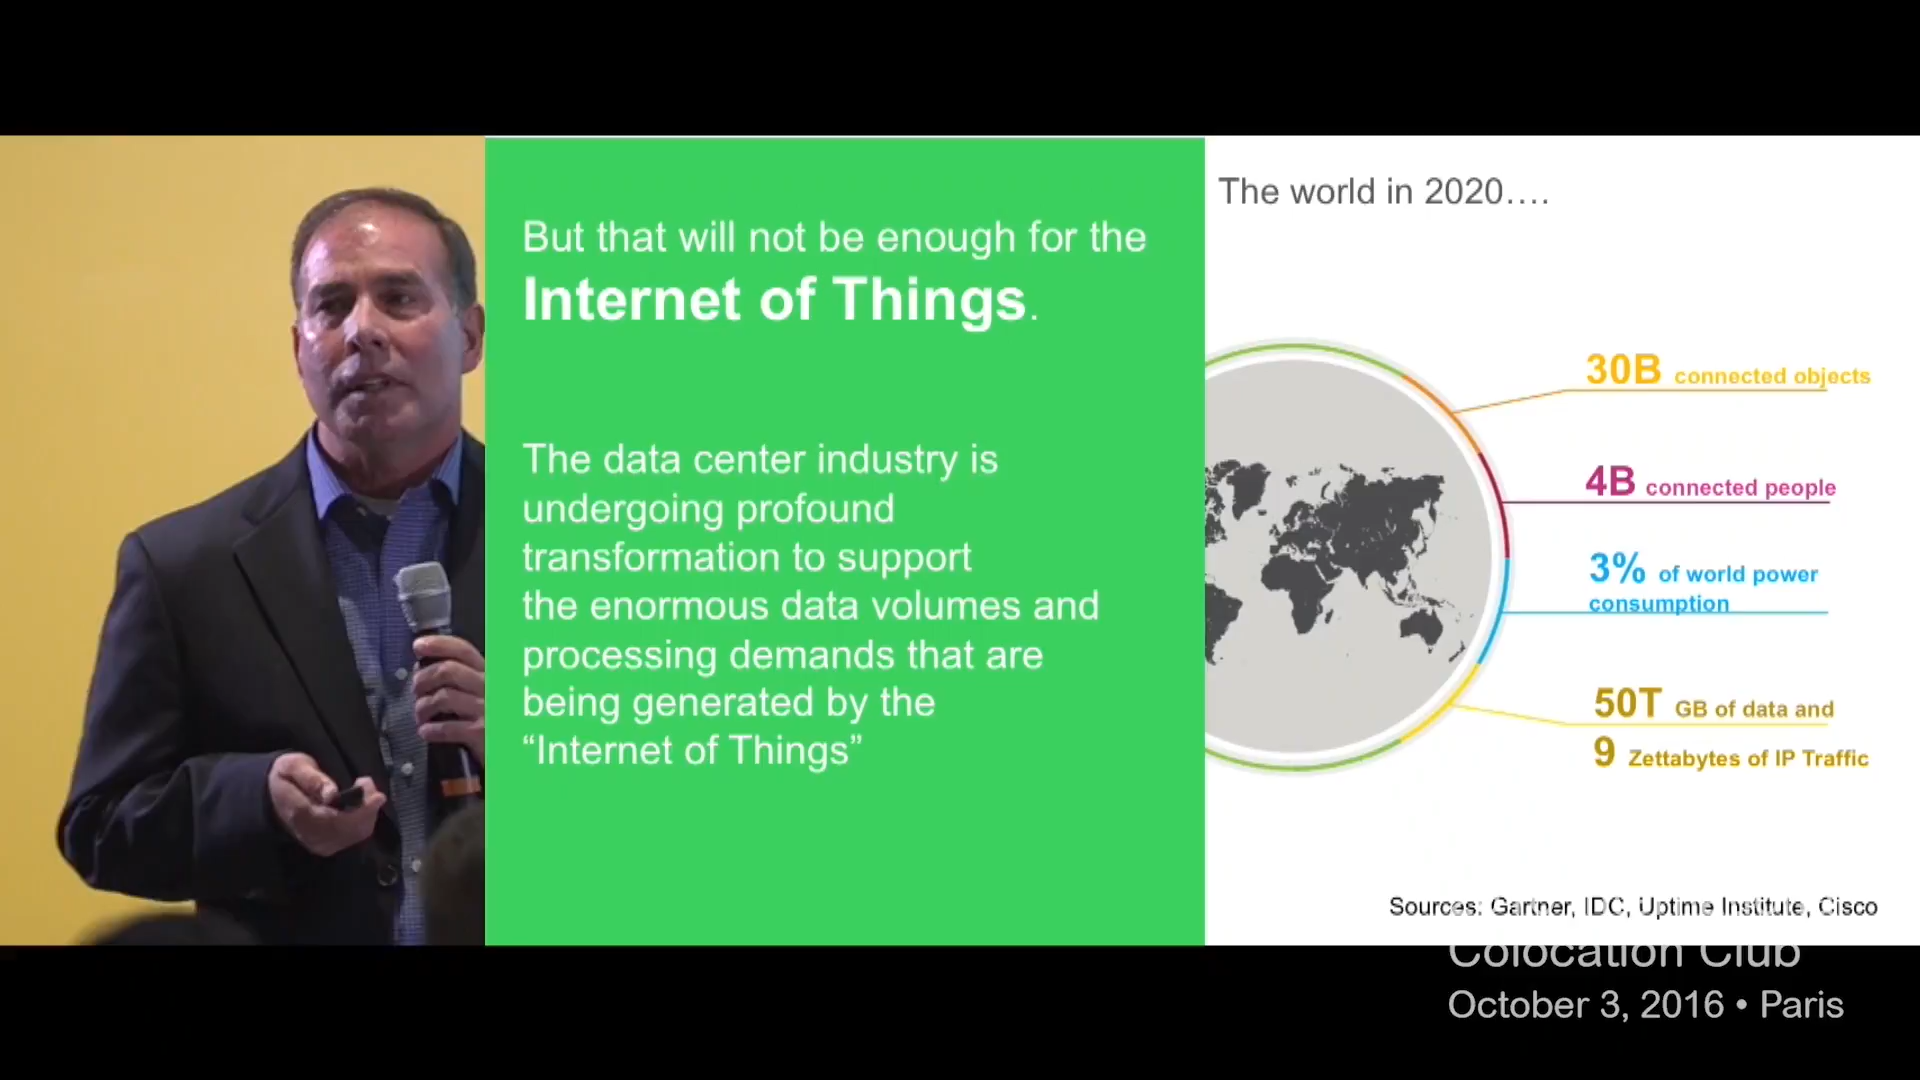 But that will not be enough for the
Internet of Things.
The data center industry is
undergoing profound
transformation to support
the enormous data volumes and
processing demands that are
being generated by the
“Internet of Things”
The world in 2020....
30B connected objects
4B connected people
3% of world power
consumption
50T GB of data and
9 Zettabytes of IP Traffic
Sources: Gartner, IDC, Uptime Institute, Cisco
Colocation Club
October 3, 2016 • Paris